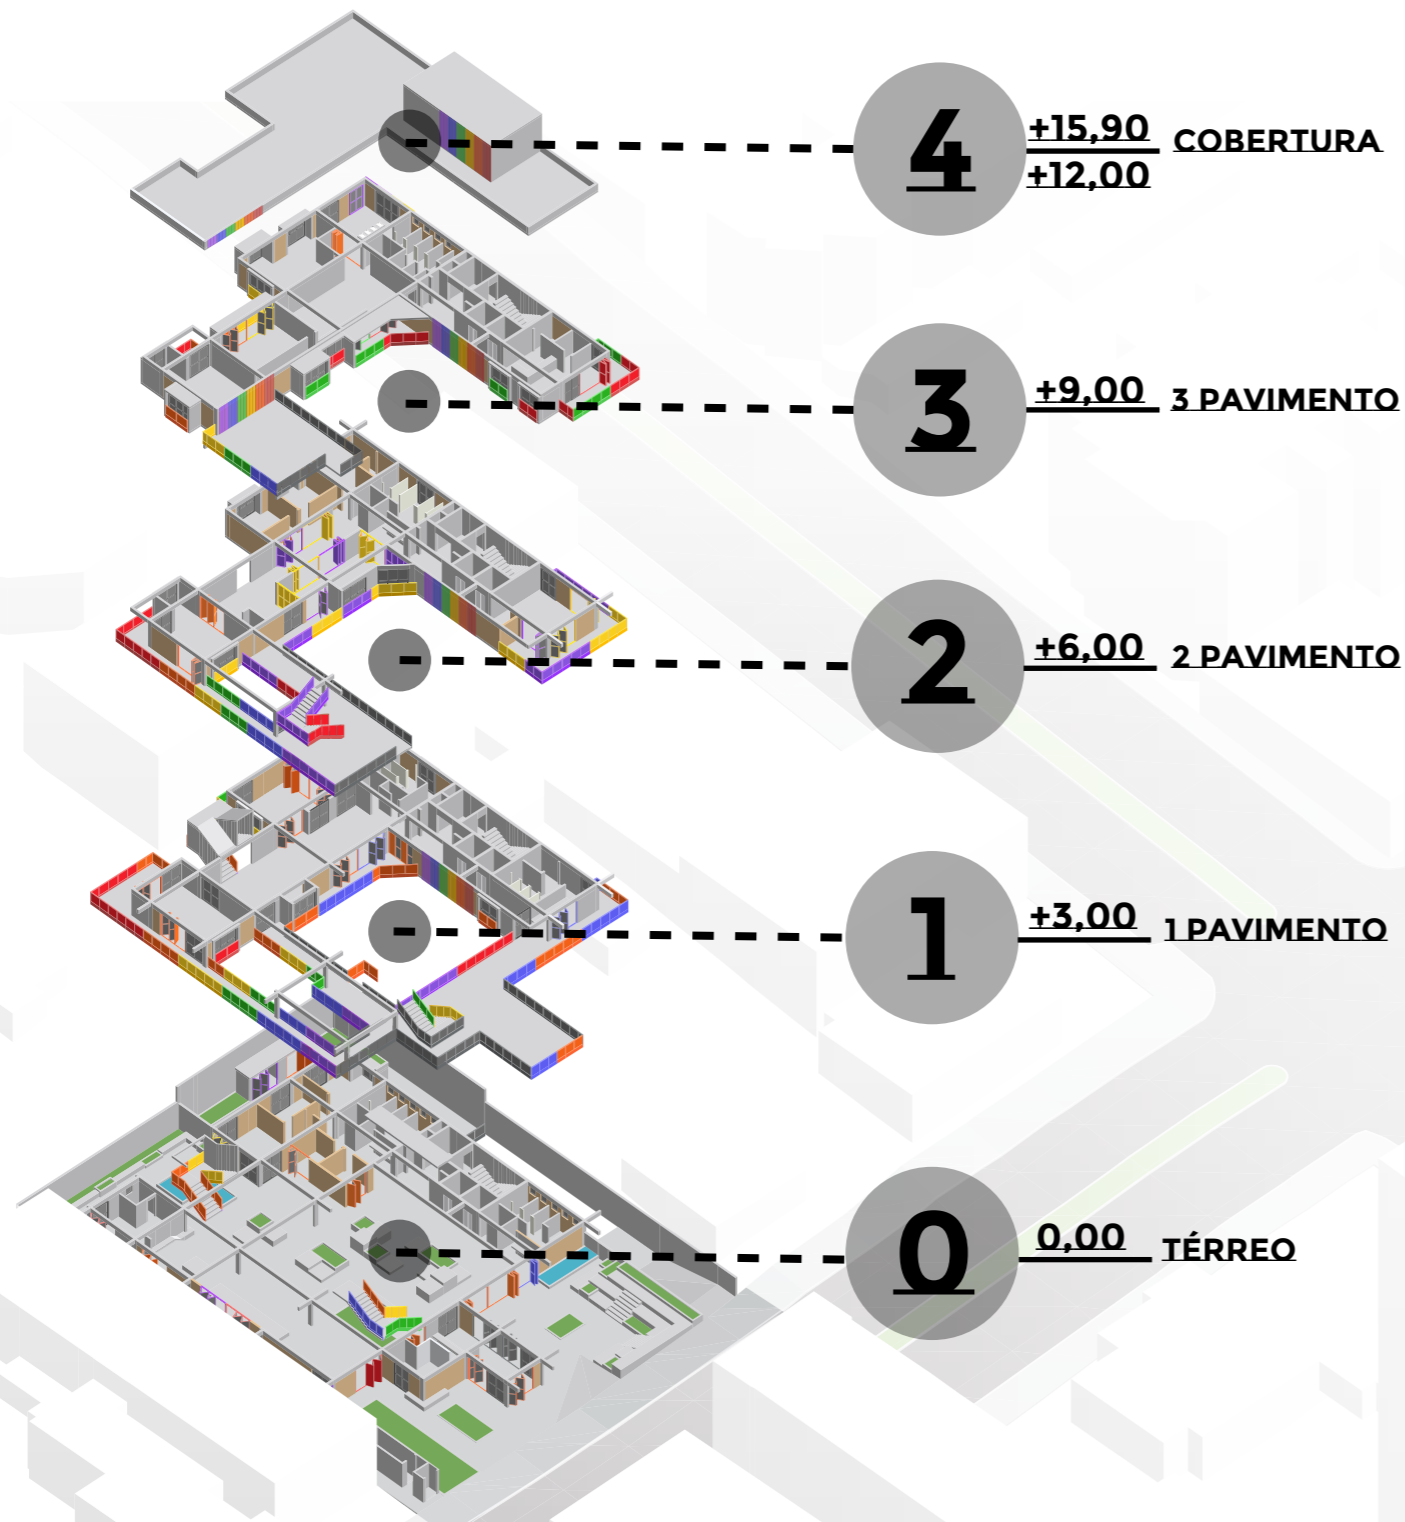 4
+15,90
COBERTURA
+12,00
3
+9,00
3 PAVIMENTO
2
+6,00
2 PAVIMENTO
1
+3,00
1 PAVIMENTO
0
0,00
TÉRREO